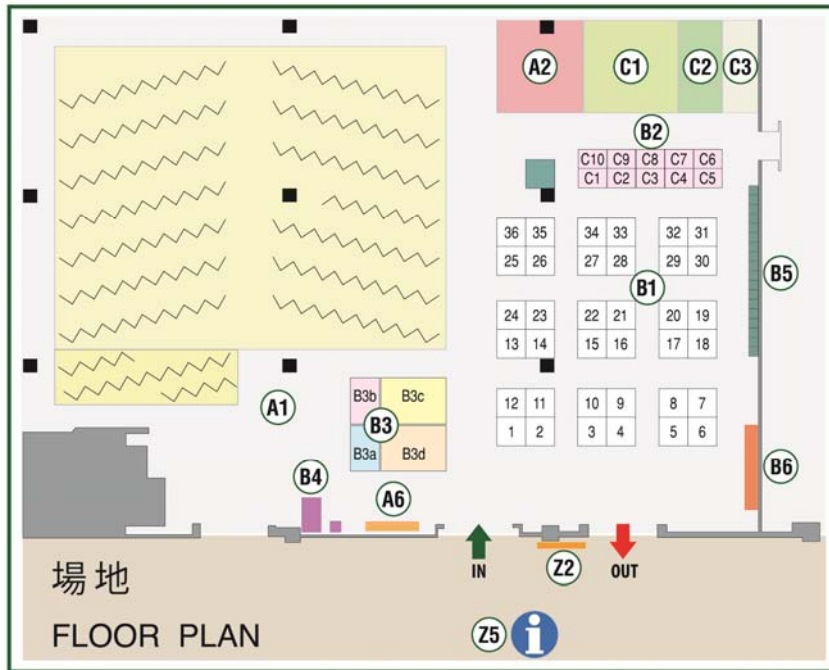 A2 C1 C2 C3
B2
C10 C9 C8 C7 C6
C1 C2 C3 C4 C5
36 35 34 33 32 31
25 26 27 28 29 30
B1
B5
24 23 22 21 20 19
13 14 15 16 17 18
12 11 10 9 8 7
1 2 3 4 5 6
A1
B3b B3c
B3
B3a B3d
B4
A6
B6
IN
Z2
OUT
場地
FLOOR PLAN
Z5
i